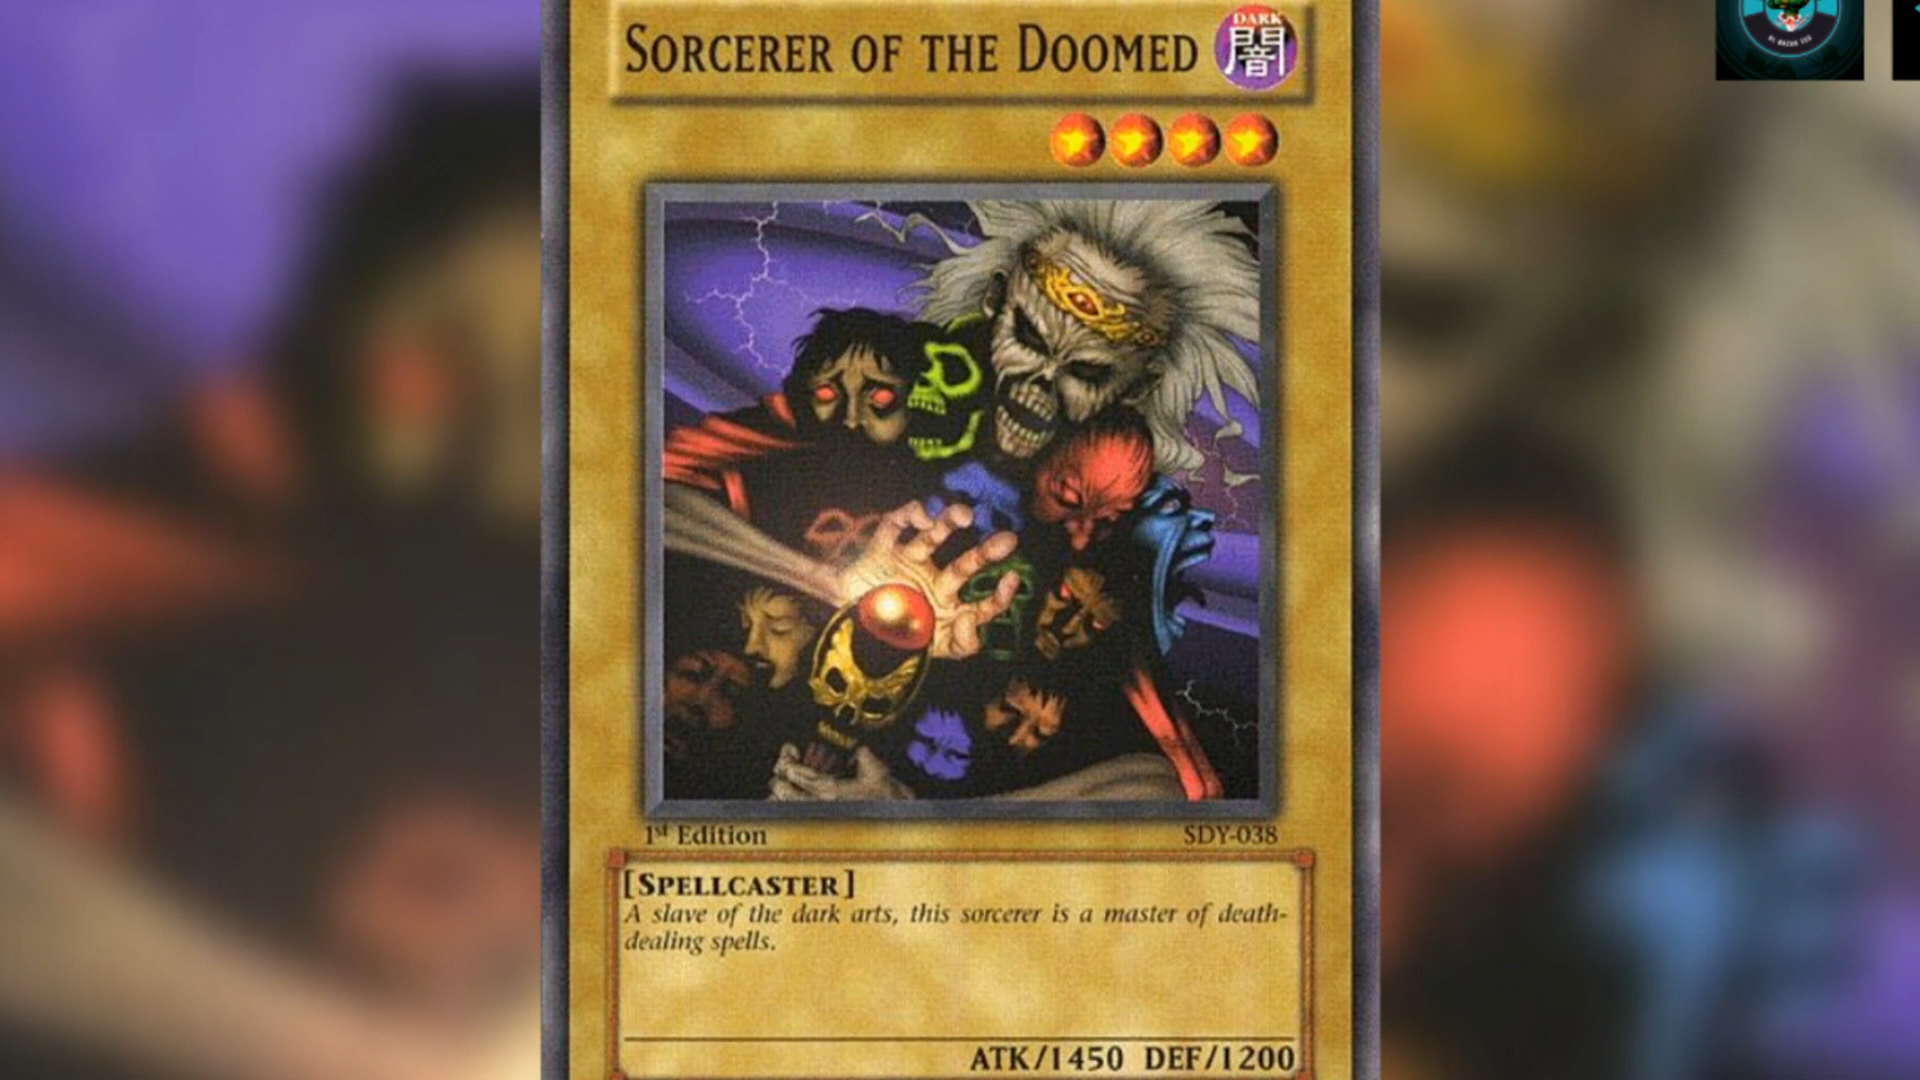 SORCERER OF THE DOOMED
DARK
闇
1st Edition
SDY-038
[SPELLCASTER]
A slave of the dark arts, this sorcerer is a master of death-
dealing spells.
ATK/1450 DEF/1200